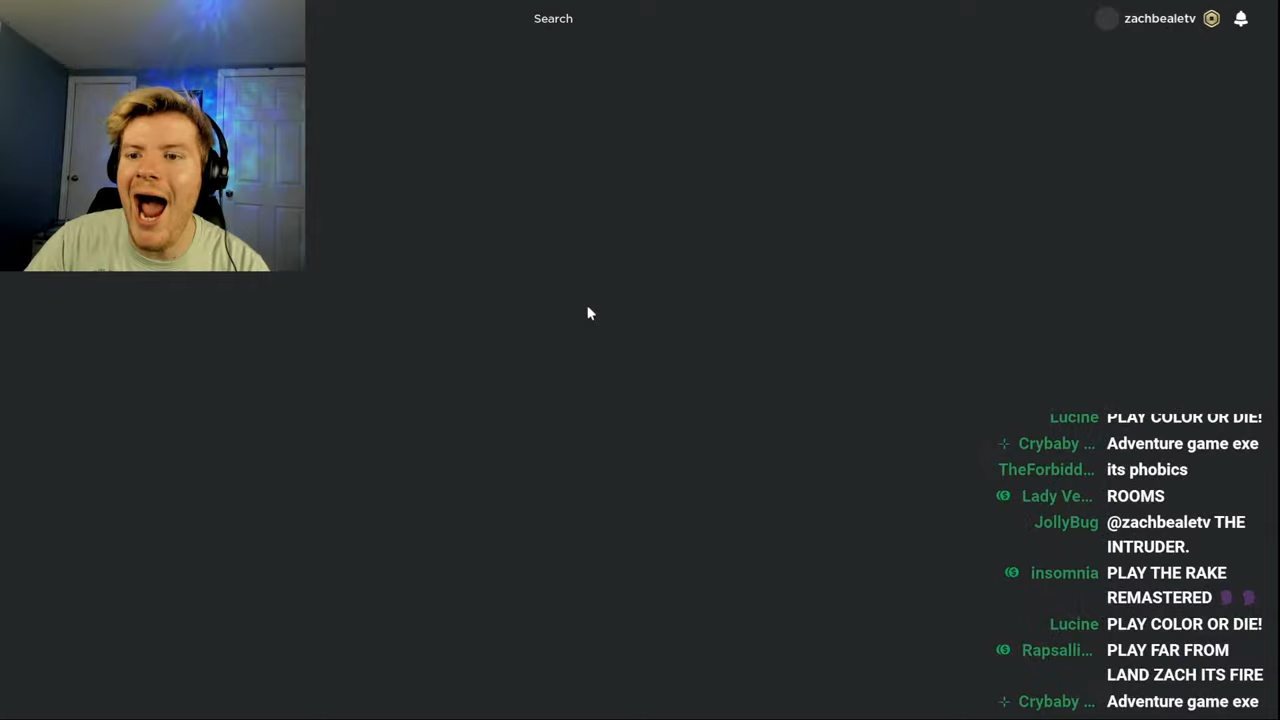 Search
zachbealetv
Lucine PLAY COLOR OR DIE!
Crybaby ... Adventure game exe
TheForbidd... its phobics
Lady Ve... ROOMS
JollyBug @zachbealetv THE
INTRUDER.
insomnia PLAY THE RAKE
REMASTERED
Lucine PLAY COLOR OR DIE!
Rapsalli... PLAY FAR FROM
LAND ZACH ITS FIRE
Crybaby ... Adventure game exe